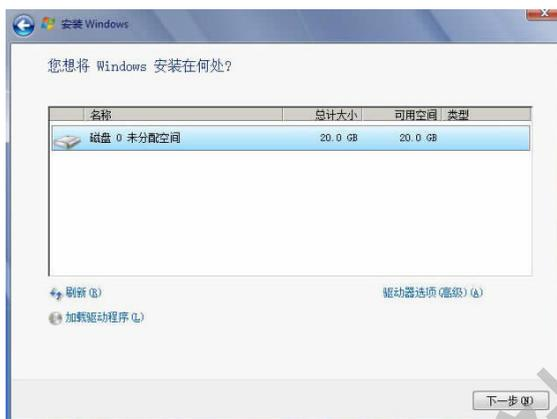 安装 Windows
您想将 Windows 安装在何处?
名称 总计大小 可用空间 类型
磁盘 0 未分配空间 20.0 GB 20.0 GB
刷新(R) 驱动器选项(高级)(A)
加载驱动程序(L)
下一步(N)